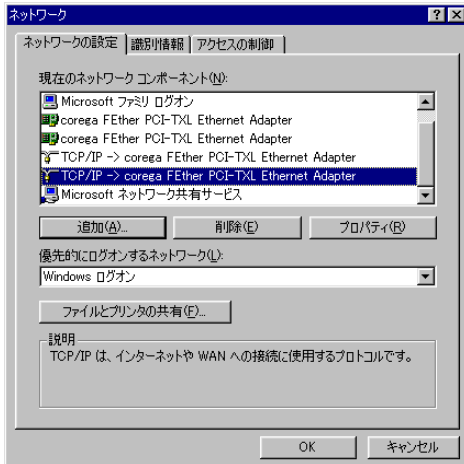 ネットワーク
ネットワークの設定 識別情報 アクセスの制御
現在のネットワーク コンポーネント(N):
Microsoft ファミリ ログオン
corega FEther PCI-TXL Ethernet Adapter
corega FEther PCI-TXL Ethernet Adapter
TCP/IP -> corega FEther PCI-TXL Ethernet Adapter
TCP/IP -> corega FEther PCI-TXL Ethernet Adapter
Microsoft ネットワーク共有サービス
追加(A)... 削除(E) プロパティ(R)
優先的にログオンするネットワーク(L):
Windows ログオン
ファイルとプリンタの共有(F)...
説明
TCP/IP は、インターネットや WAN への接続に使用するプロトコルです。
OK キャンセル